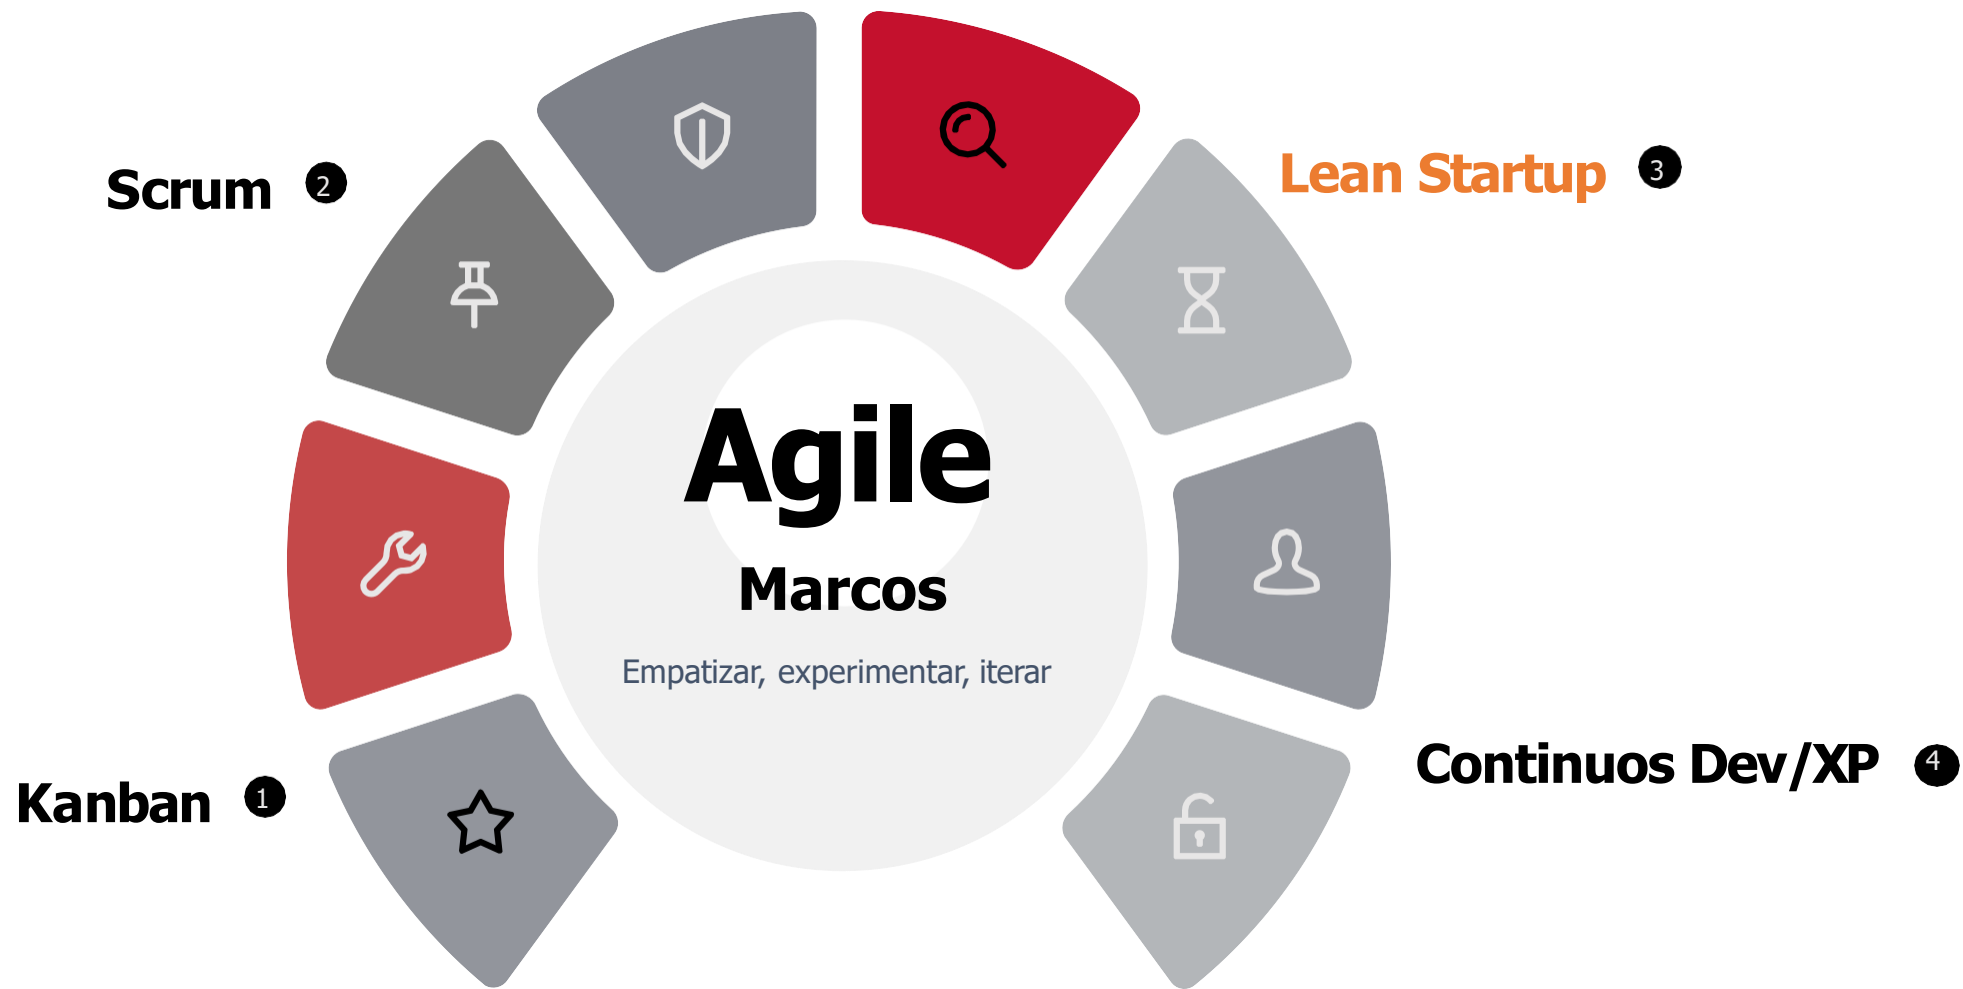 Scrum 2
Lean Startup 3
Agile
Marcos
Empatizar, experimentar, iterar
Kanban 1
Continuos Dev/XP 4